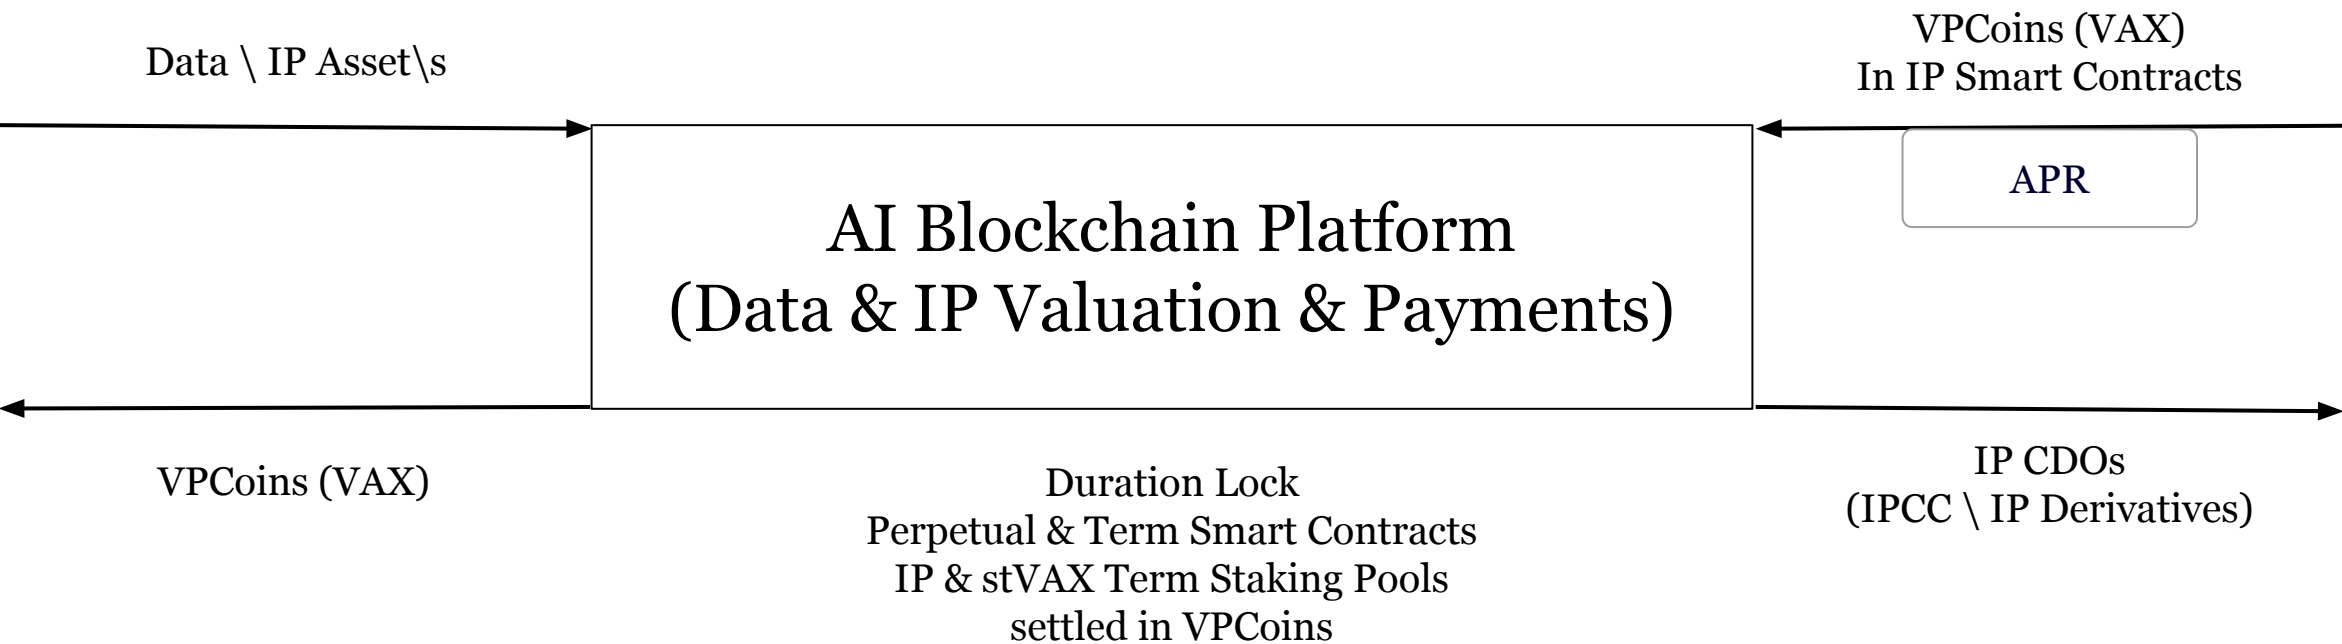 Data \ IP Asset\s
VPCoins (VAX)
In IP Smart Contracts
APR
AI Blockchain Platform
(Data & IP Valuation & Payments)
VPCoins (VAX)
Duration Lock
Perpetual & Term Smart Contracts
IP & stVAX Term Staking Pools
settled in VPCoins
IP CDOs
(IPCC \ IP Derivatives)